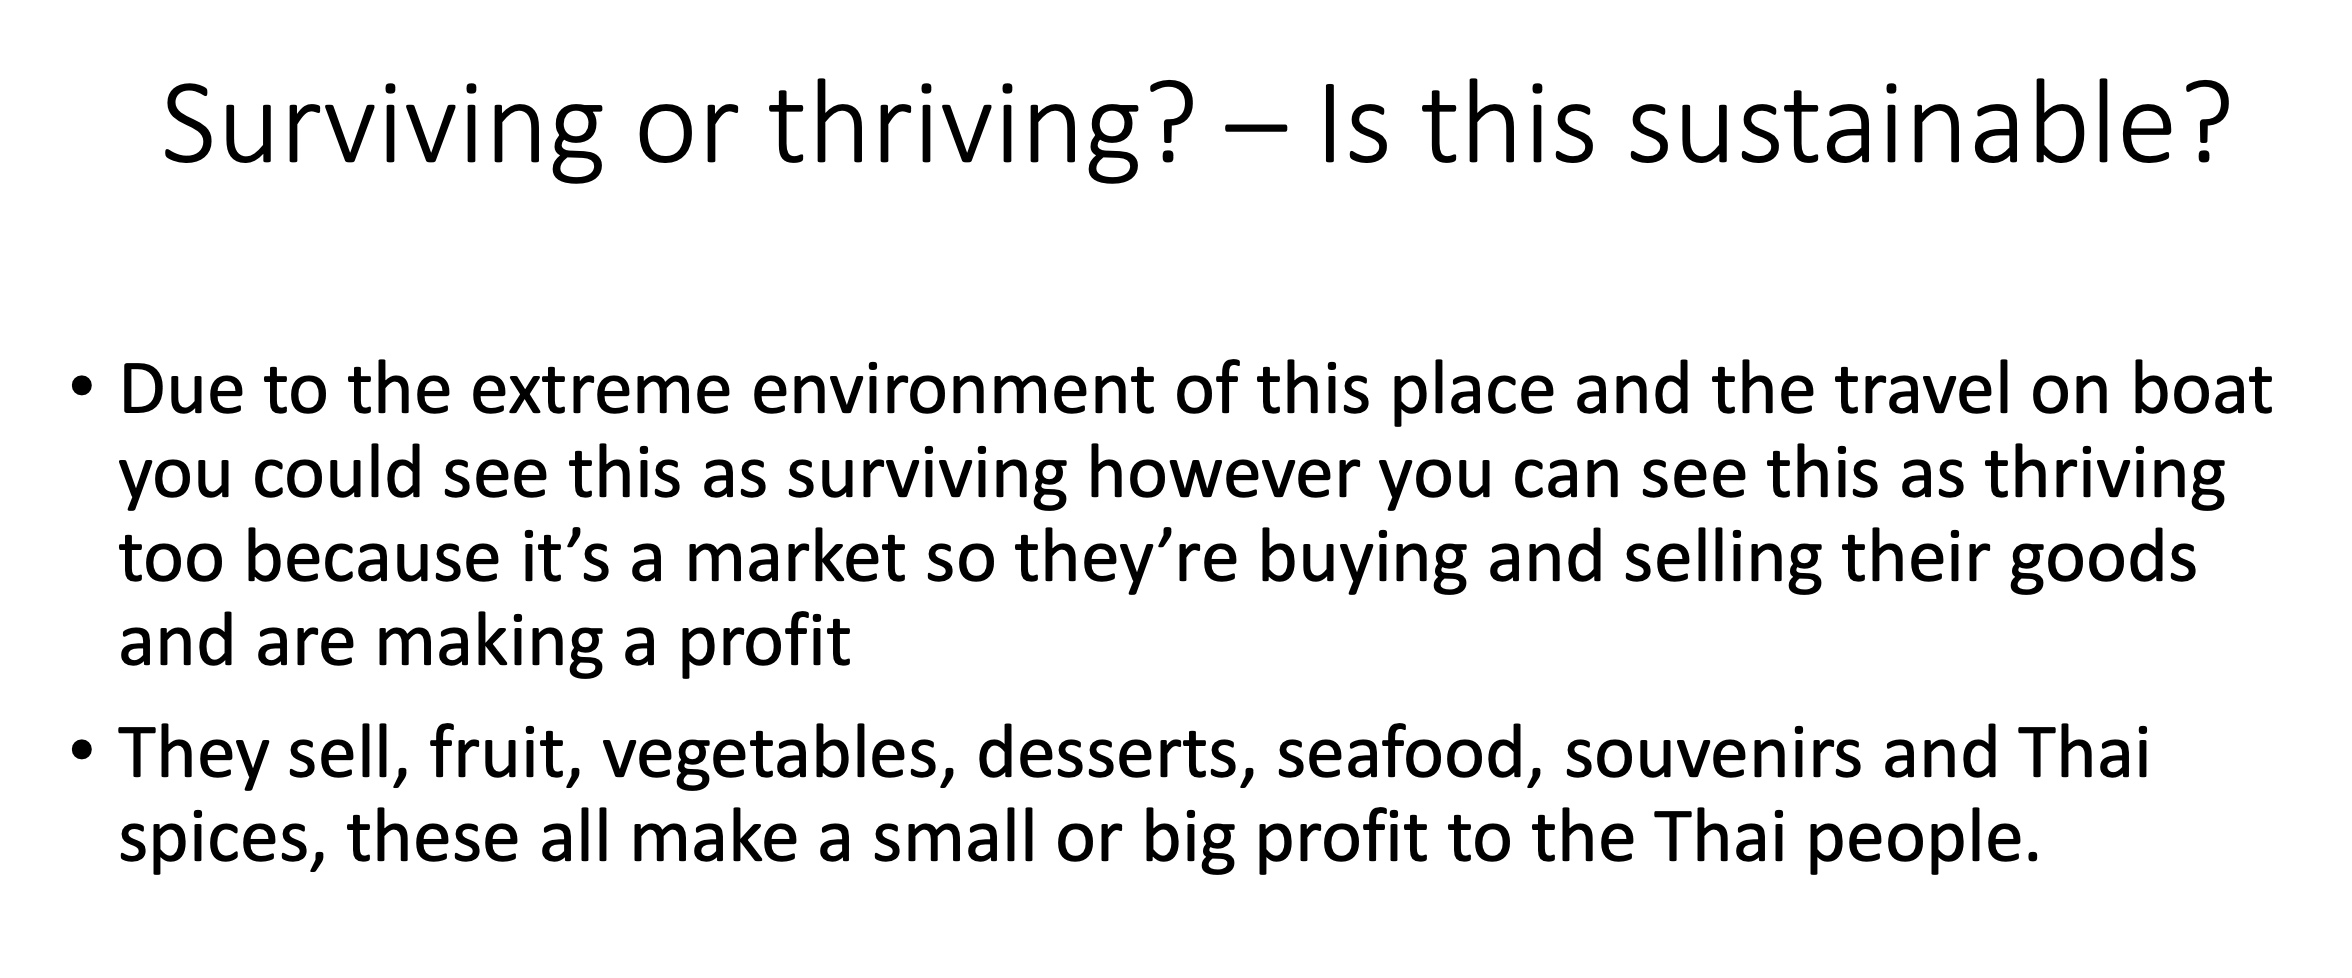 Surviving or thriving? – Is this sustainable?
• Due to the extreme environment of this place and the travel on boat
you could see this as surviving however you can see this as thriving
too because it’s a market so they’re buying and selling their goods
and are making a profit
• They sell, fruit, vegetables, desserts, seafood, souvenirs and Thai
spices, these all make a small or big profit to the Thai people.